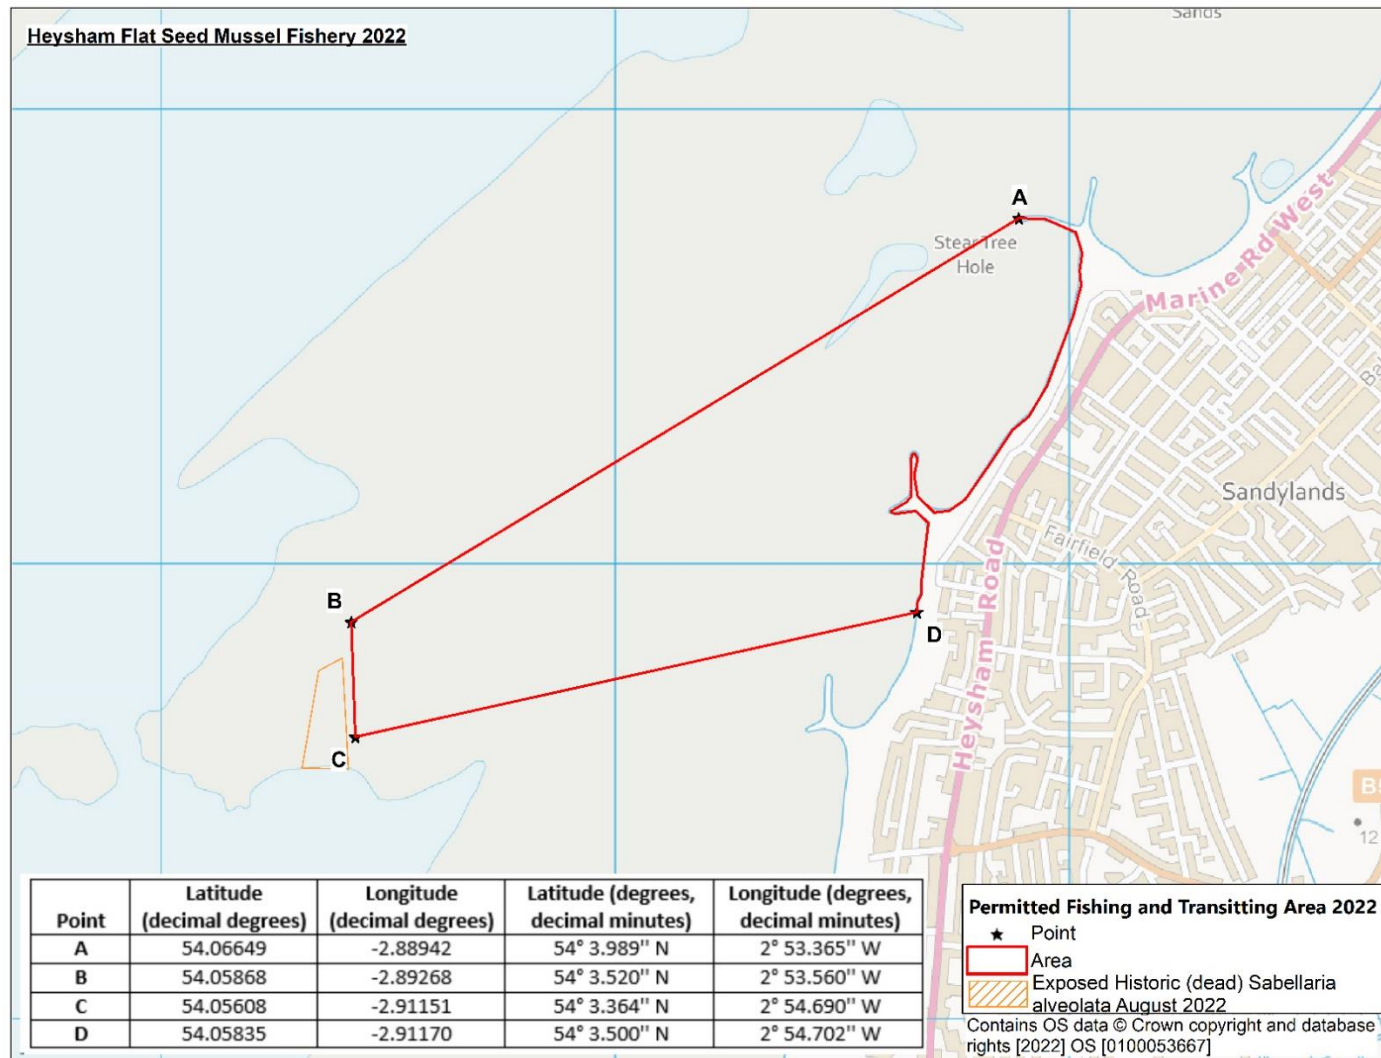 Sands
Heysham Flat Seed Mussel Fishery 2022
A
Stear Tree
Hole
Marine Rd West
Sandylands
Fairfield Road
Heysham Road
B
D
C
12
Point	Latitude (decimal degrees)	Longitude (decimal degrees)	Latitude (degrees, decimal minutes)	Longitude (degrees, decimal minutes)
A	54.06649	-2.88942	54° 3.989'' N	2° 53.365'' W
B	54.05868	-2.89268	54° 3.520'' N	2° 53.560'' W
C	54.05608	-2.91151	54° 3.364'' N	2° 54.690'' W
D	54.05835	-2.91170	54° 3.500'' N	2° 54.702'' W
Permitted Fishing and Transitting Area 2022
Point
Area
Exposed Historic (dead) Sabellaria
alveolata August 2022
Contains OS data © Crown copyright and database
rights [2022] OS [0100053667]